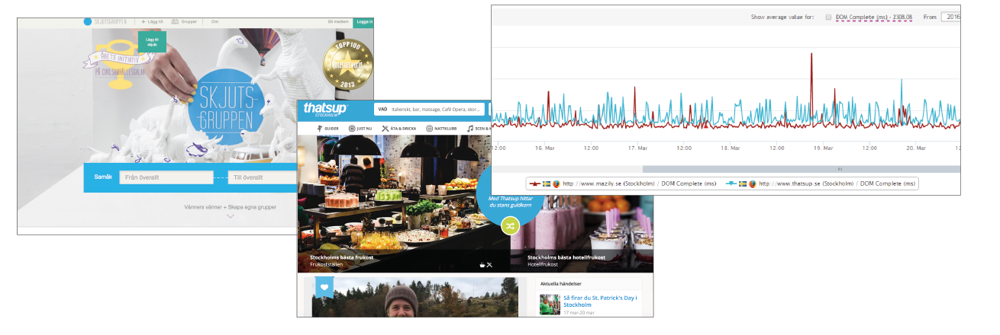 SKJUTSGRUPPEN
+ Lägg till
Grupper
Om
Bli medlem
Logga in
Lägg till
skjuts
ÅRETS INITIATIV
PÅ CIVILSAMHÄLLESGALAN
TOPP100
internetworld
2013
SKJUTS-
GRUPPEN
Samåk
Från överallt
Till överallt
Vänners vänner + Skapa egna grupper
thatsup
STOCKHOLM
VAD Italienskt, bar, massage, Café Opera, skor...
GUIDER
JUST NU
ÄTA & DRICKA
NATTKLUBB
SCEN &
Med Thatsup hittar
du stans guldkorn
Stockholms bästa frukost
Frukostställen
Stockholms bästa hotellfrukost
Hotellfrukost
Aktuella händelser
Så firar du St. Patrick's Day i
Stockholm
17 mar-20 mar
Show average value for:
DOM Complete (ms) - 2308.08
From 2016
12:00 16. Mar 12:00 17. Mar 12:00 18. Mar 12:00 19. Mar 12:00 20. Mar
http://www.mazily.se (Stockholm) / DOM Complete (ms)
http://www.thatsup.se (Stockholm) / DOM Complete (ms)